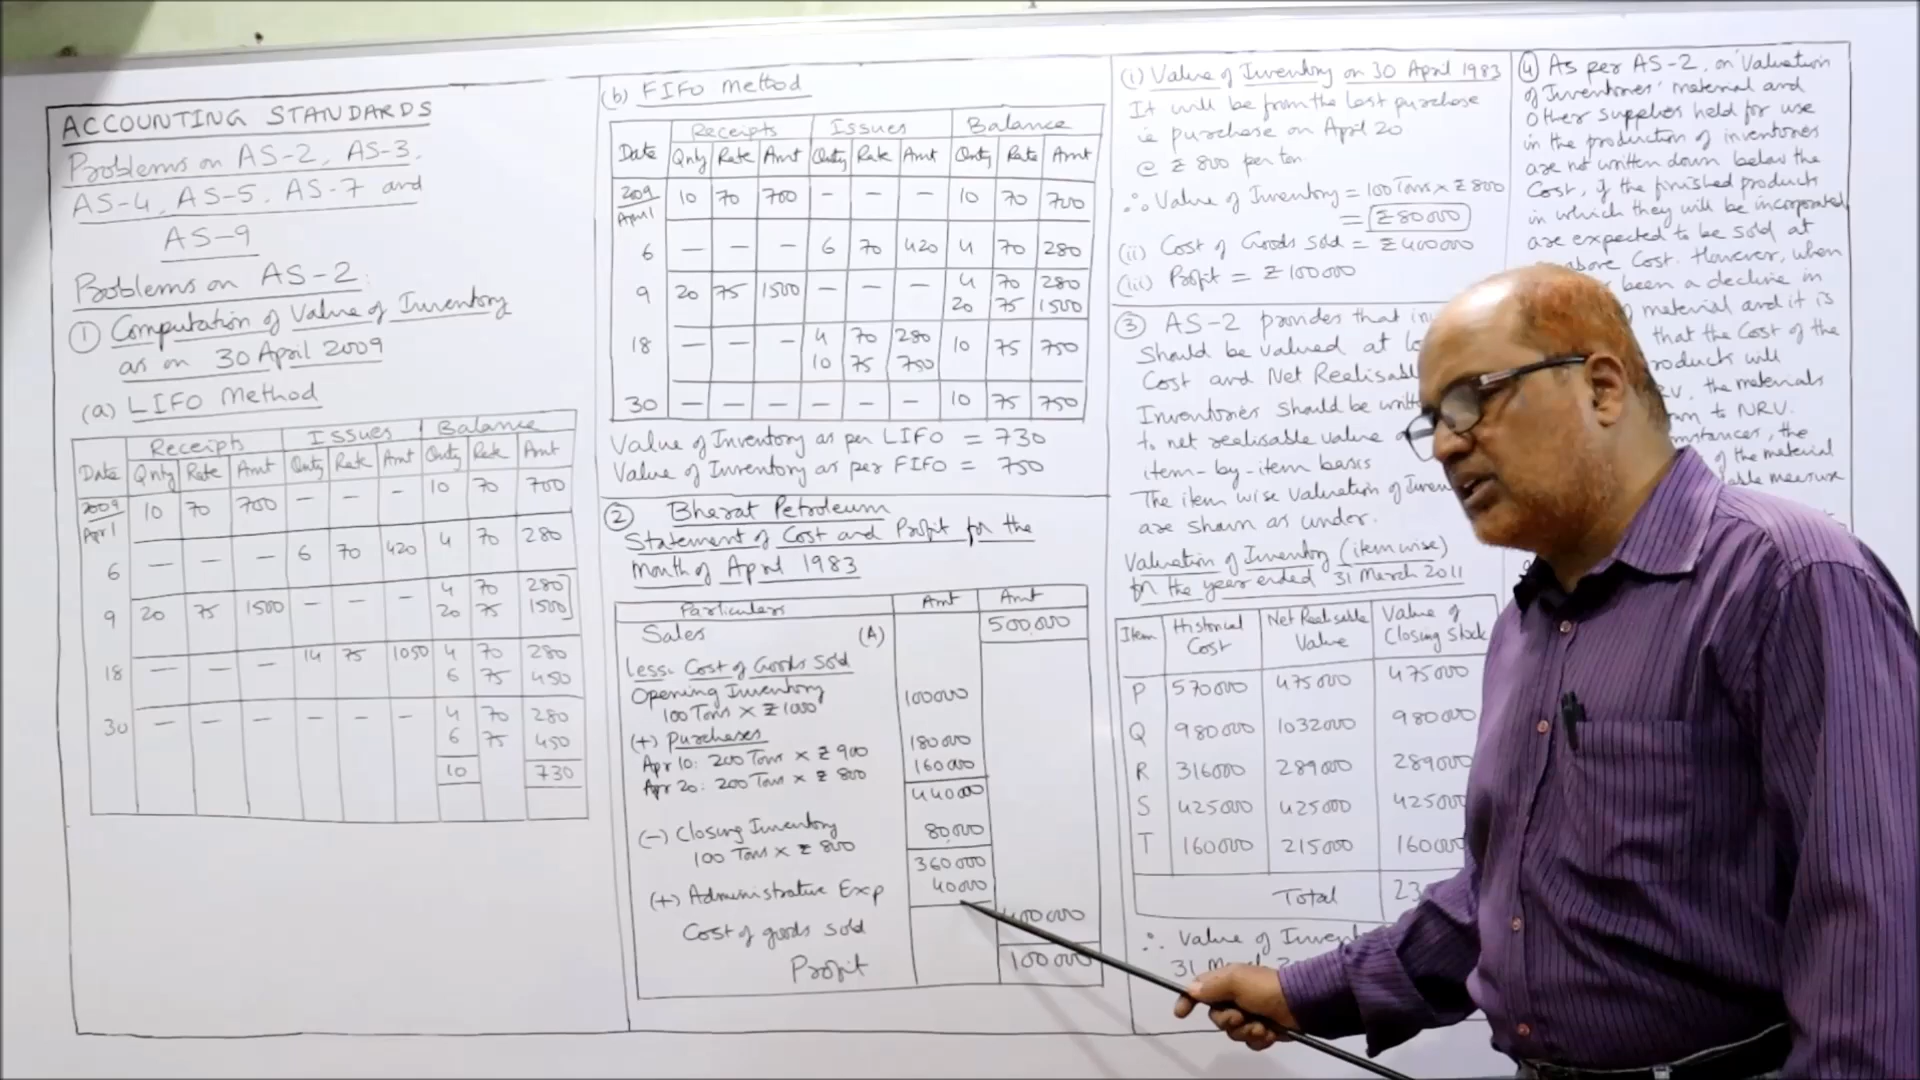 ACCOUNTING STANDARDS
Problems on AS-2, AS-3,
AS-4, AS-5, AS-7 and
AS-9
Problems on AS-2:
① Computation of Value of Inventory
as on 30 April 2009
(a) LIFO Method
Receipts Issues Balance
Date Qnty Rate Amt Qnty Rate Amt Qnty Rate Amt
2009 April 10 70 700 — — — 10 70 700
6 — — — 6 70 420 4 70 280
9 20 75 1500 — — — 4 70 280
20 75 1500
18 — — — 14 75 1050 4 70 280
6 75 450
30 — — — — — — 4 70 280
6 75 450
10 730
(b) FIFO Method
Receipts Issues Balance
Date Qnty Rate Amt Qnty Rate Amt Qnty Rate Amt
2009 April 10 70 700 — — — 10 70 700
6 — — — 6 70 420 4 70 280
9 20 75 1500 — — — 4 70 280
20 75 1500
18 — — — 4 70 280 10 75 750
10 75 750
30 — — — — — — 10 75 750
Value of Inventory as per LIFO = 730
Value of Inventory as per FIFO = 750
② Bharat Petroleum
Statement of Cost and Profit for the
month of April 1983
Particulars Amt Amt
Sales (A) 500000
less: Cost of Goods Sold
Opening Inventory
100 Tons × ₹1000 100000
(+) Purchases
Apr 10: 200 Tons × ₹ 900 180000
Apr 20: 200 Tons × ₹ 800 160000
440000
(-) Closing Inventory 80,000
100 Tons × ₹ 800
360000
(+) Administrative Exp 40000
Cost of goods sold 400000
Profit 100000
(i) Value of Inventory on 30 April 1983
It will be from the last purchase
ie purchase on April 20
@ ₹ 800 per ton
∴ Value of Inventory = 100 Tons × ₹ 800
= ₹ 80000
(ii) Cost of Goods Sold = ₹ 400000
(iii) Profit = ₹ 100000
③ AS-2 provides that
Should be valued at
Cost and Net
Inventories should be
to net realisable value
item-by-item basis
The item wise valuation of
are shown as under.
Valuation of Inventory (itemwise)
for the year ended 31 March 2011
Item Historical Cost Net Realisable Value Value of Closing Stock
P 570000 475000 475000
Q 980000 1032000 980000
R 316000 289000 289000
S 425000 425000 425000
T 160000 215000 160000
Total 23
∴ Value of
31
④ As per AS-2, on 'Valuation
of Inventories' material and
Other supplies held for use
in the production of inventories
are not written down below the
Cost, if the finished products
in which they will be incorporated
are expected to be sold at
above Cost. However, when
been a decline in
material and it is
that the Cost of the
will
the materials
to NRV.
the
of the material
measure